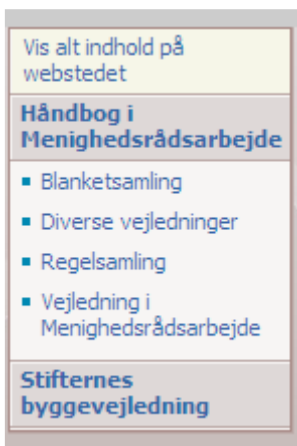 Vis alt indhold på
webstedet
Håndbog i
Menighedsrådsarbejde
Blanketsamling
Diverse vejledninger
Regelsamling
Vejledning i
Menighedsrådsarbejde
Stifternes
byggevejledning